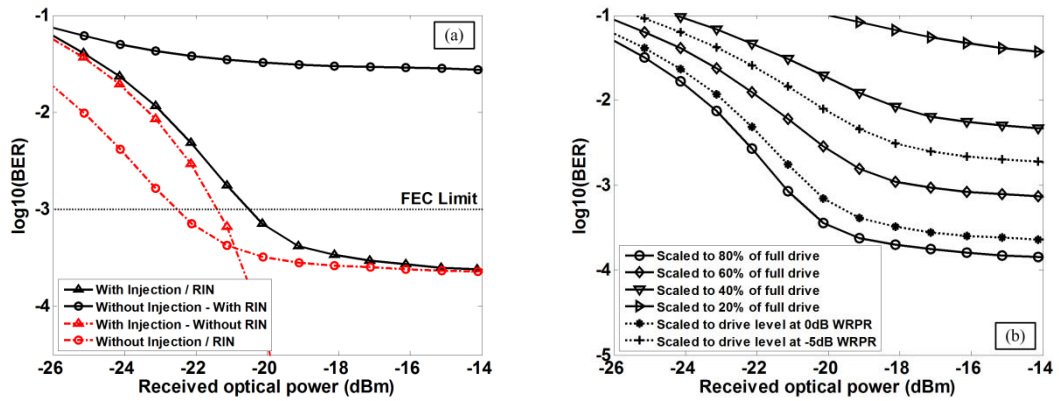 (a)
log10(BER)
-1
-2
-3
-4
FEC Limit
With Injection / RIN
Without Injection - With RIN
With Injection - Without RIN
Without Injection / RIN
-26 -24 -22 -20 -18 -16 -14
Received optical power (dBm)
(b)
log10(BER)
-1
-2
-3
-4
-5
Scaled to 80% of full drive
Scaled to 60% of full drive
Scaled to 40% of full drive
Scaled to 20% of full drive
Scaled to drive level at 0dB WRPR
Scaled to drive level at -5dB WRPR
-26 -24 -22 -20 -18 -16 -14
Received optical power (dBm)